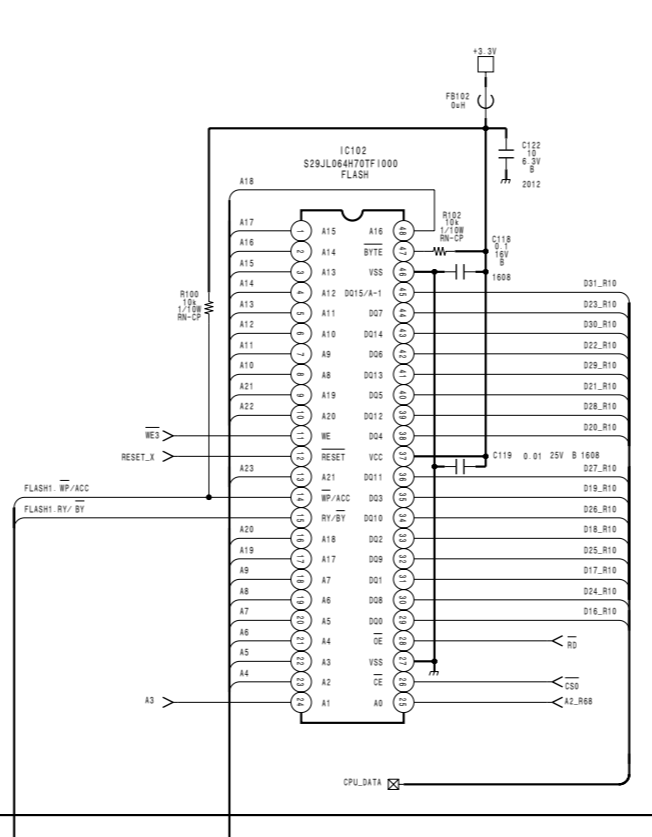 +3.3V
FB102
0uH
IC102
S29JL064H70TFI000
FLASH
C122
10
6.3V
B
2012
A18
R102
10k
1/10W
RN-CP
C118
0.1
16V
B
1608
A17 1 A15 A16 48
A16 2 A14 BYTE 47
A15 3 A13 VSS 46
A14 4 A12 DQ15/A-1 45 D31_R10
R100
10k
1/10W
RN-CP
A13 5 A11 DQ7 44 D23_R10
A12 6 A10 DQ14 43 D30_R10
A11 7 A9 DQ6 42 D22_R10
A10 8 A8 DQ13 41 D29_R10
A21 9 A19 DQ5 40 D21_R10
A22 10 A20 DQ12 39 D28_R10
WE3 11 WE DQ4 38 D20_R10
RESET_X 12 RESET VCC 37 C119 0.01 25V B 1608
A23 13 A21 DQ11 36 D27_R10
FLASH1.WP/ACC 14 WP/ACC DQ3 35 D19_R10
FLASH1.RY/BY 15 RY/BY DQ10 34 D26_R10
A20 16 A18 DQ2 33 D18_R10
A19 17 A17 DQ9 32 D25_R10
A9 18 A7 DQ1 31 D17_R10
A8 19 A6 DQ8 30 D24_R10
A7 20 A5 DQ0 29 D16_R10
A6 21 A4 OE 28 RD
A5 22 A3 VSS 27
A4 23 A2 CE 26 CS0
A3 24 A1 A0 25 A2_R68
CPU_DATA